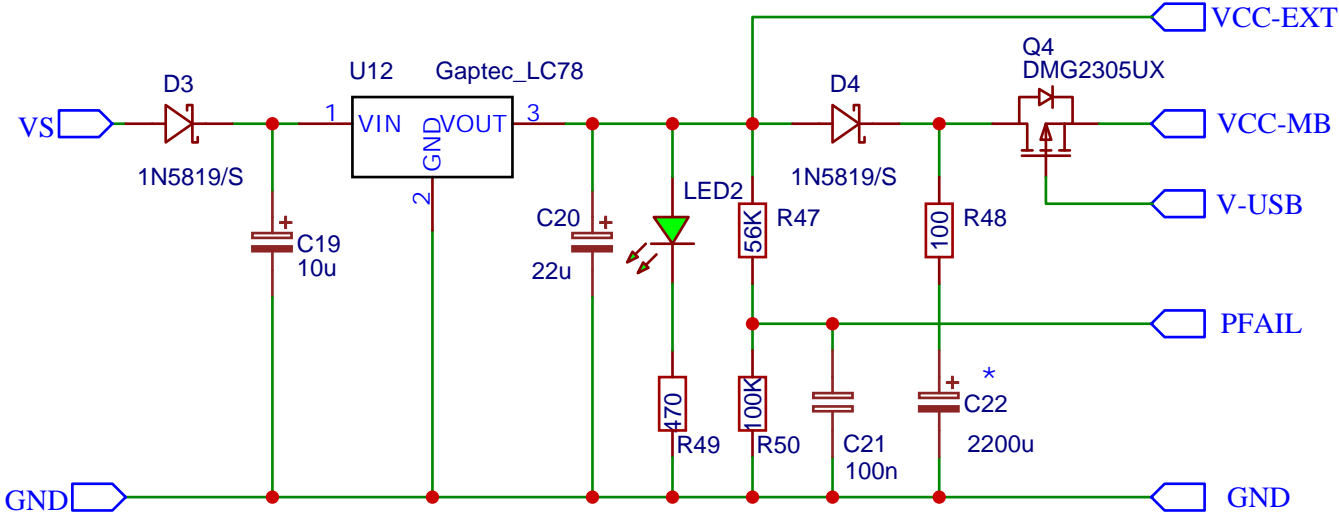 VCC-EXT
Q4
DMG2305UX
U12 Gaptec_LC78
D3
D4
VS
1
VIN
GND
VOUT
3
VCC-MB
1N5819/S
2
1N5819/S
LED2
V-USB
C20
56K
R47
100
R48
C19
10u
22u
PFAIL
*
470
100K
C22
R49
R50
C21
2200u
100n
GND
GND